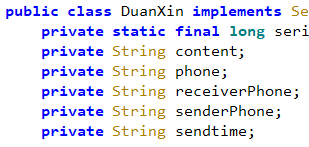 public class DuanXin implements Se
private static final long seri
private String content;
private String phone;
private String receiverPhone;
private String senderPhone;
private String sendtime;